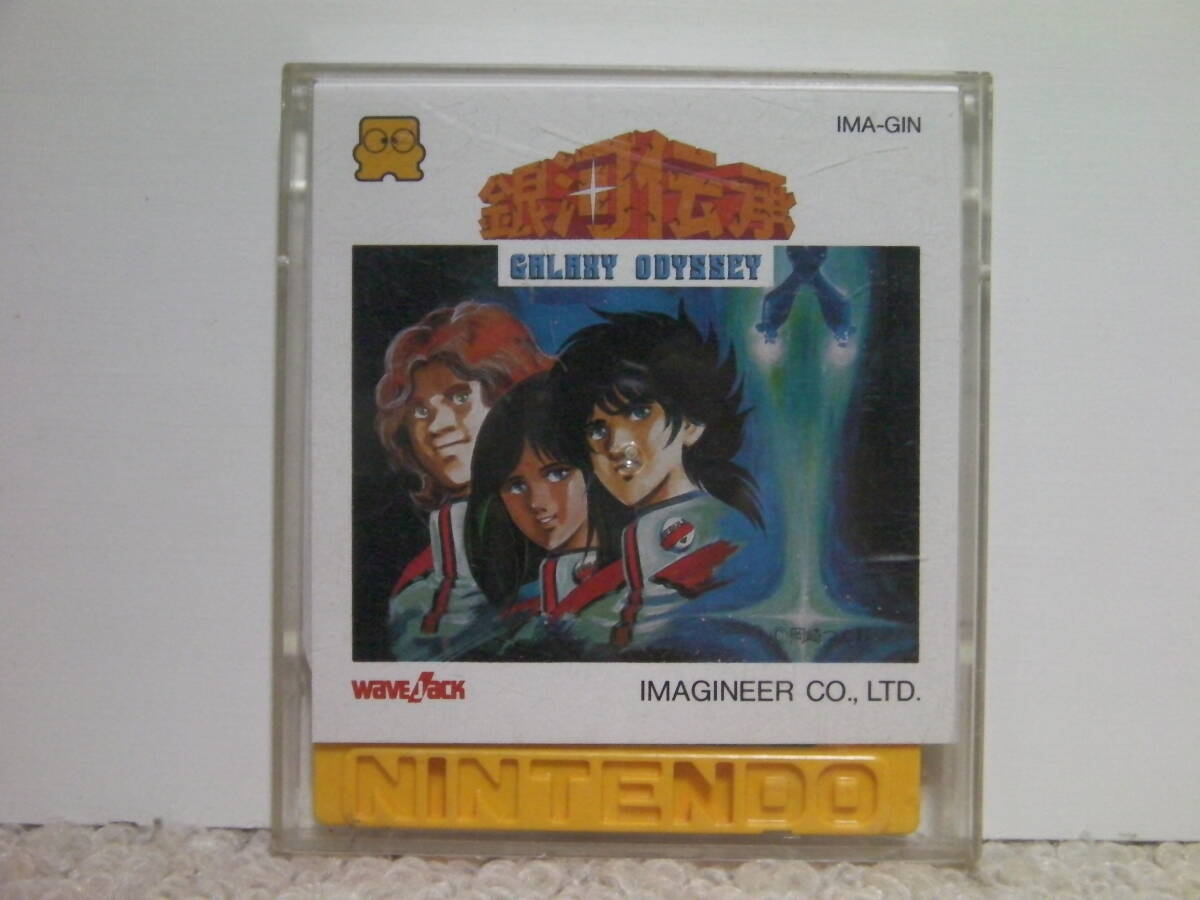 IMA-GIN
銀河伝承
GALAXY ODYSSEY
WAVEJACK
IMAGINEER CO., LTD.
NINTENDO